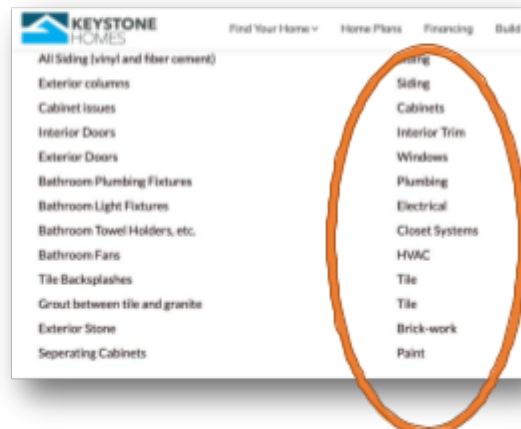 KEYSTONE
HOMES
Find Your Home Home Plans Financing Build
All Siding (vinyl and fiber cement) Siding
Exterior columns Siding
Cabinet issues Cabinets
Interior Doors Interior Trim
Exterior Doors Windows
Bathroom Plumbing Fixtures Plumbing
Bathroom Light Fixtures Electrical
Bathroom Towel Holders, etc. Closet Systems
Bathroom Fans HVAC
Tile Backsplashes Tile
Grout between tile and granite Tile
Exterior Stone Brick-work
Seperating Cabinets Paint